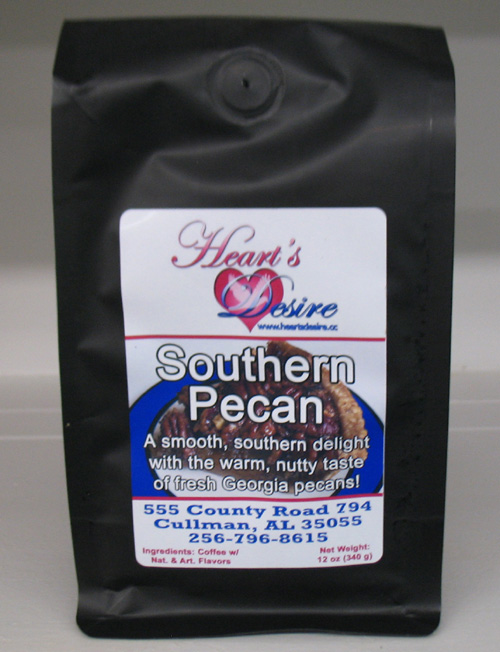 Heart's
Desire
www.heartsdesire.cc
Southern
Pecan
A smooth, southern delight
with the warm, nutty taste
of fresh Georgia pecans!
555 County Road 794
Cullman, AL 35055
256-796-8615
Ingredients: Coffee w/
Nat. & Art. Flavors
Net Weight:
12 oz (340 g)